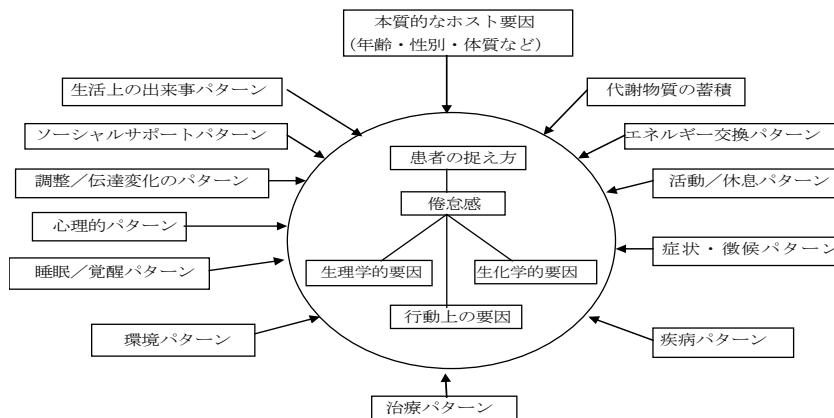 本質的なホスト要因
（年齢・性別・体質など）
生活上の出来事パターン
代謝物質の蓄積
ソーシャルサポートパターン
エネルギー交換パターン
患者の捉え方
調整／伝達変化のパターン
活動／休息パターン
倦怠感
心理的パターン
症状・徴候パターン
睡眠／覚醒パターン
生理学的要因
生化学的要因
行動上の要因
環境パターン
疾病パターン
治療パターン